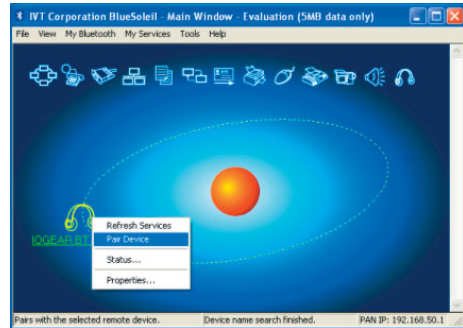 IVT Corporation BlueSoleil - Main Window - Evaluation (5MB data only)
File View My Bluetooth My Services Tools Help
Refresh Services
IOGEAR BT
Pair Device
Status...
Properties...
Pairs with the selected remote device. Device name search finished. PAN IP: 192.168.50.1